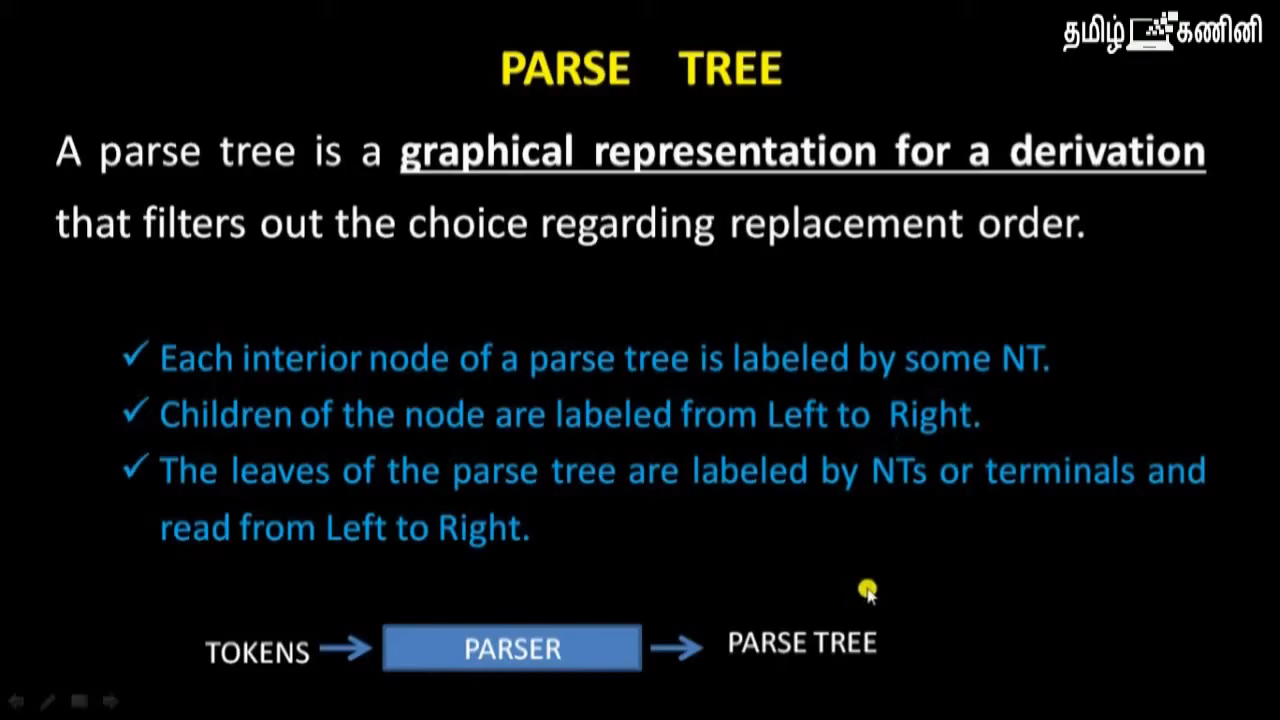 தமிழ் கணினி
PARSE TREE
A parse tree is a graphical representation for a derivation
that filters out the choice regarding replacement order.
✓ Each interior node of a parse tree is labeled by some NT.
✓ Children of the node are labeled from Left to Right.
✓ The leaves of the parse tree are labeled by NTs or terminals and
read from Left to Right.
TOKENS → PARSER → PARSE TREE